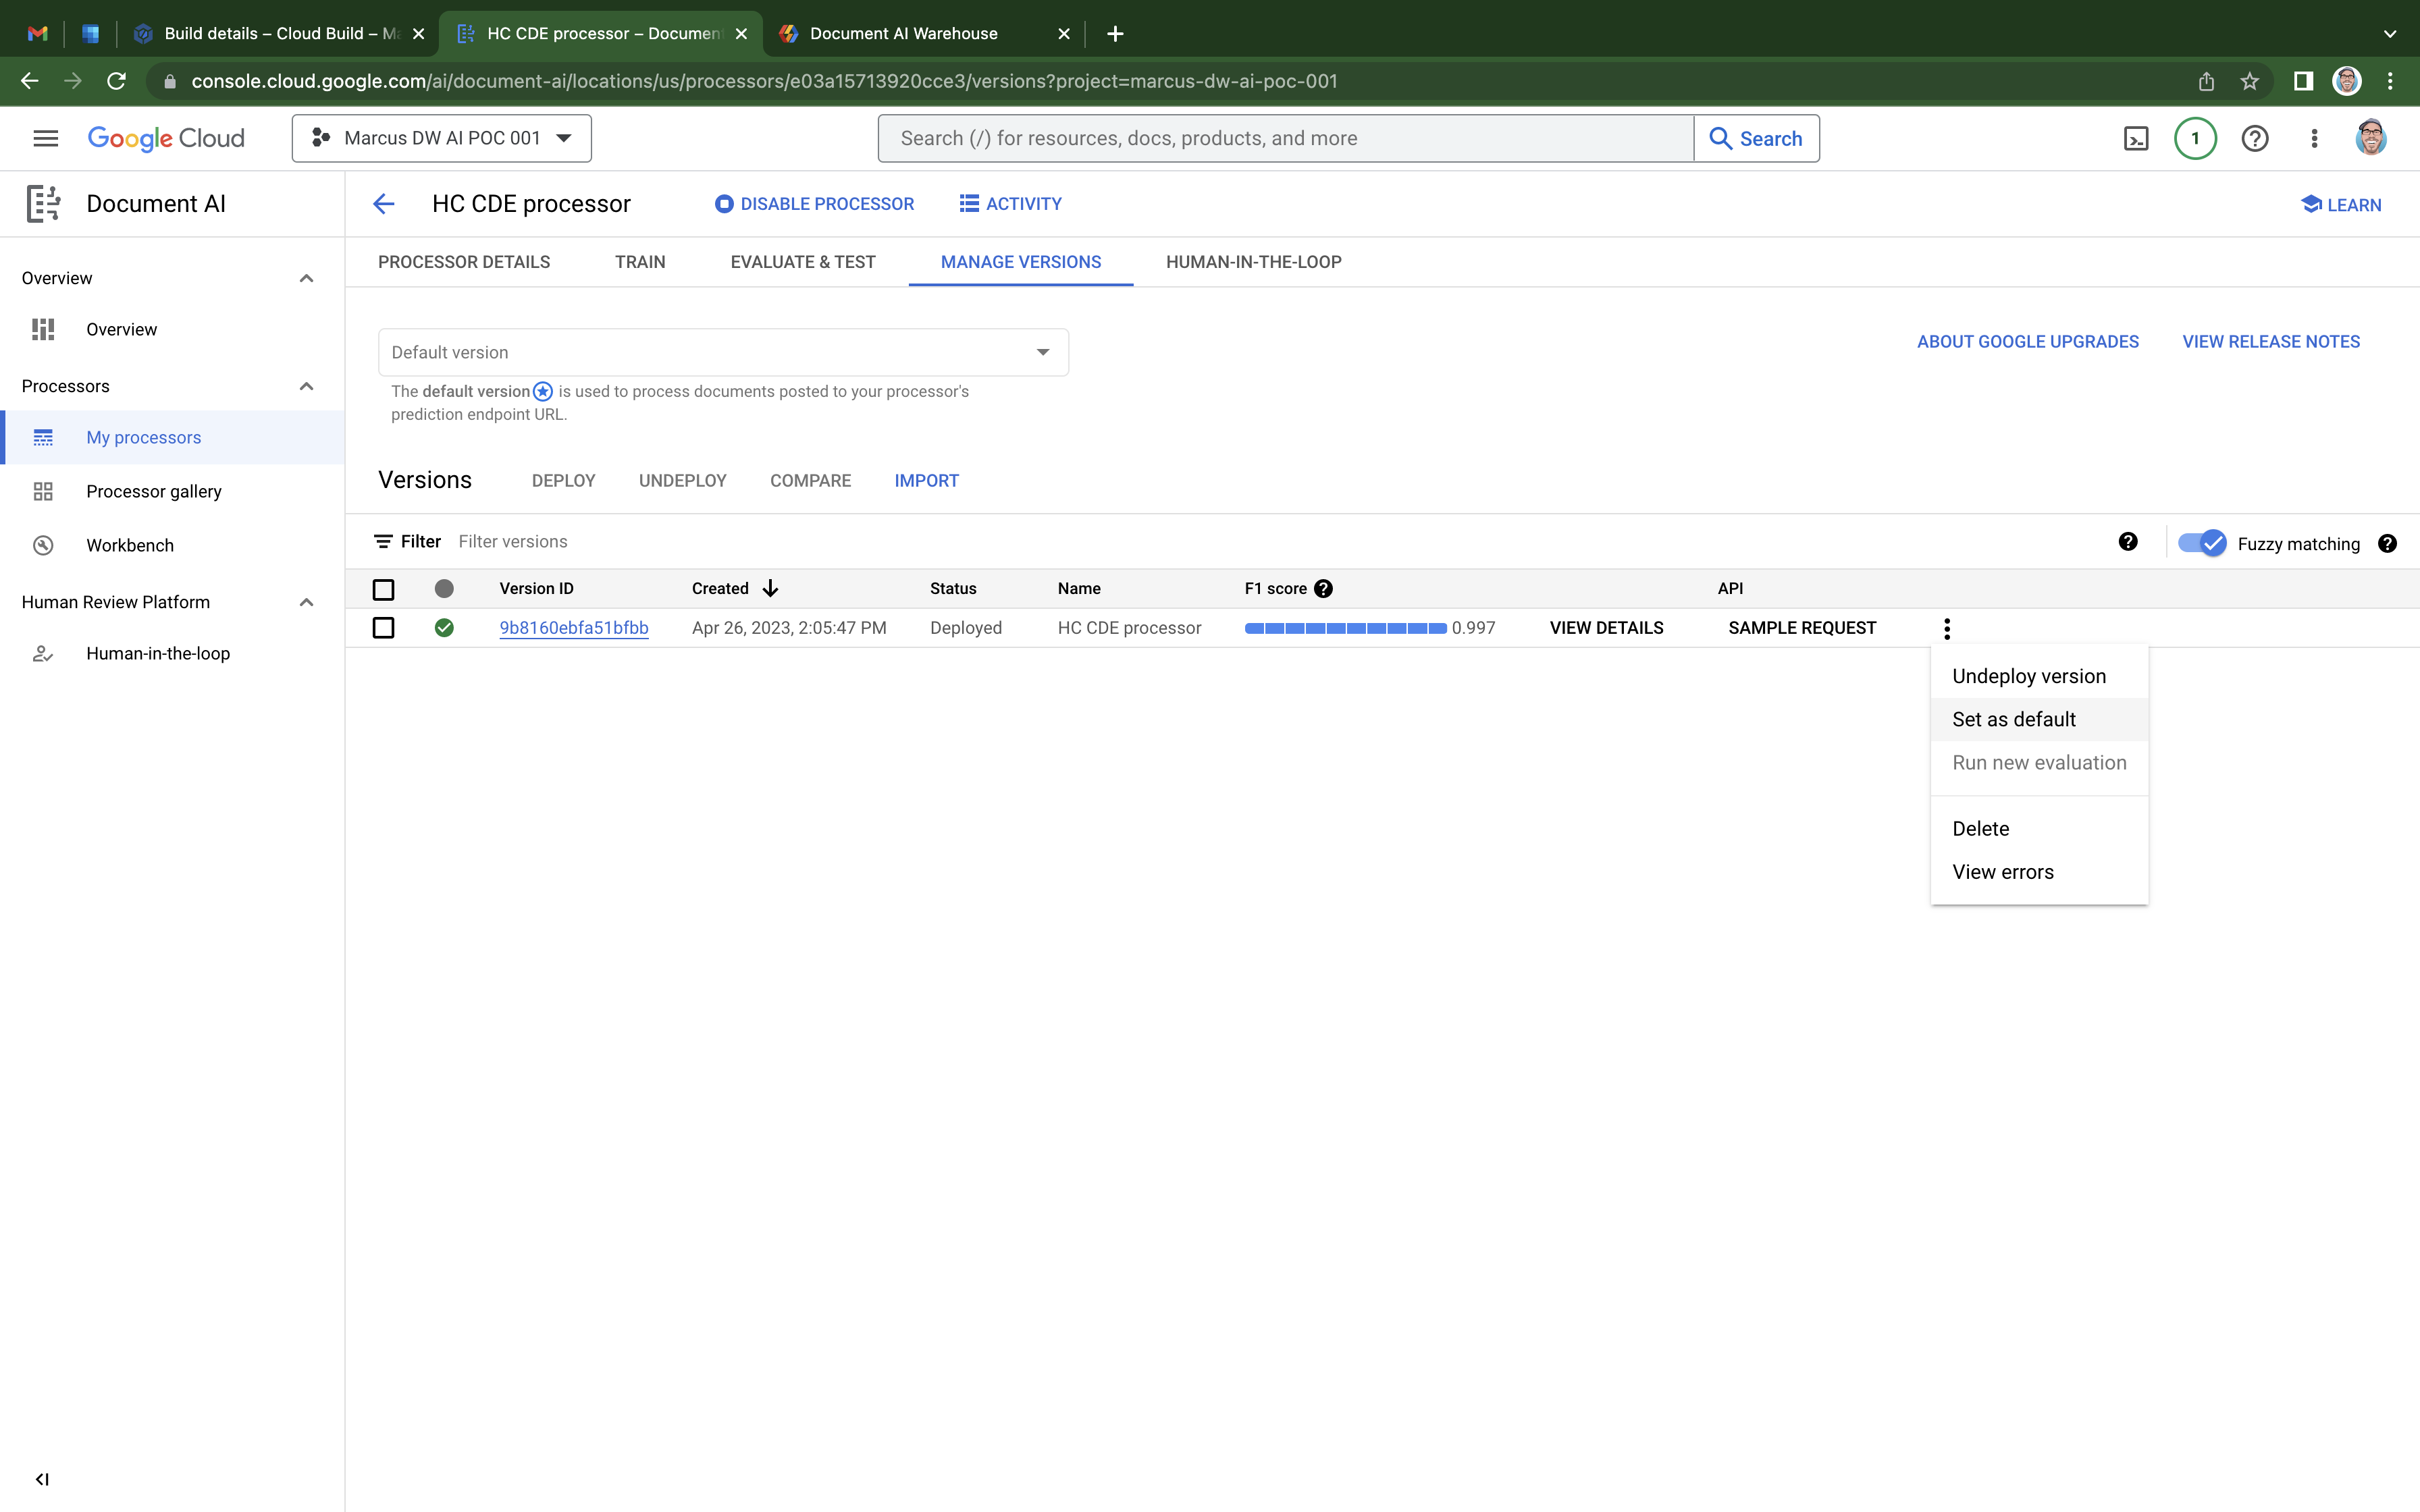 Build details – Cloud Build – Ma
HC CDE processor – Document
Document AI Warehouse
console.cloud.google.com/ai/document-ai/locations/us/processors/e03a15713920cce3/versions?project=marcus-dw-ai-poc-001
Google Cloud
Marcus DW AI POC 001
Search (/) for resources, docs, products, and more
Search
1
Document AI
HC CDE processor
DISABLE PROCESSOR
ACTIVITY
LEARN
Overview
Overview
Processors
My processors
Processor gallery
Workbench
Human Review Platform
Human-in-the-loop
PROCESSOR DETAILS
TRAIN
EVALUATE & TEST
MANAGE VERSIONS
HUMAN-IN-THE-LOOP
Default version
The default version is used to process documents posted to your processor's
prediction endpoint URL.
ABOUT GOOGLE UPGRADES
VIEW RELEASE NOTES
Versions
DEPLOY
UNDEPLOY
COMPARE
IMPORT
Filter
Filter versions
Fuzzy matching
Version ID Created Status Name F1 score API
9b8160ebfa51bfbb Apr 26, 2023, 2:05:47 PM Deployed HC CDE processor 0.997 VIEW DETAILS SAMPLE REQUEST
Undeploy version
Set as default
Run new evaluation
Delete
View errors